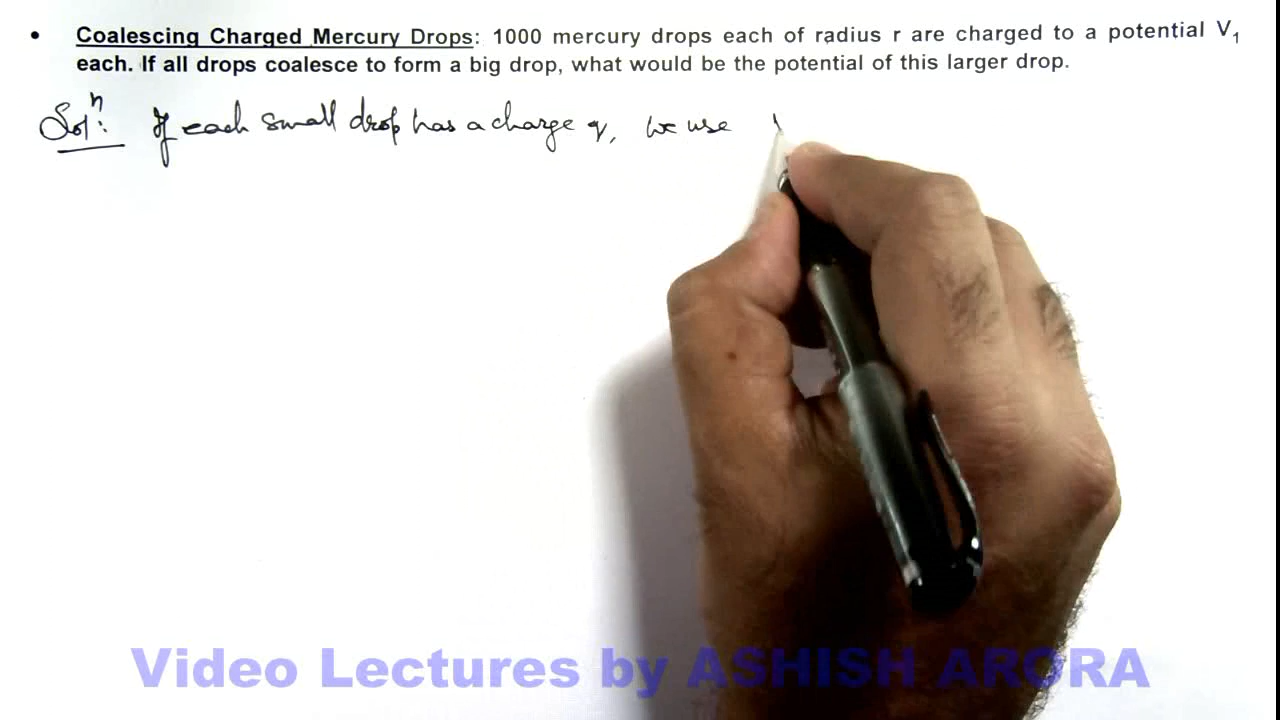 • Coalescing Charged Mercury Drops: 1000 mercury drops each of radius r are charged to a potential V₁
each. If all drops coalesce to form a big drop, what would be the potential of this larger drop.
Solⁿ: If each small drop has a charge q, we use
Video Lectures by ASHISH ARORA